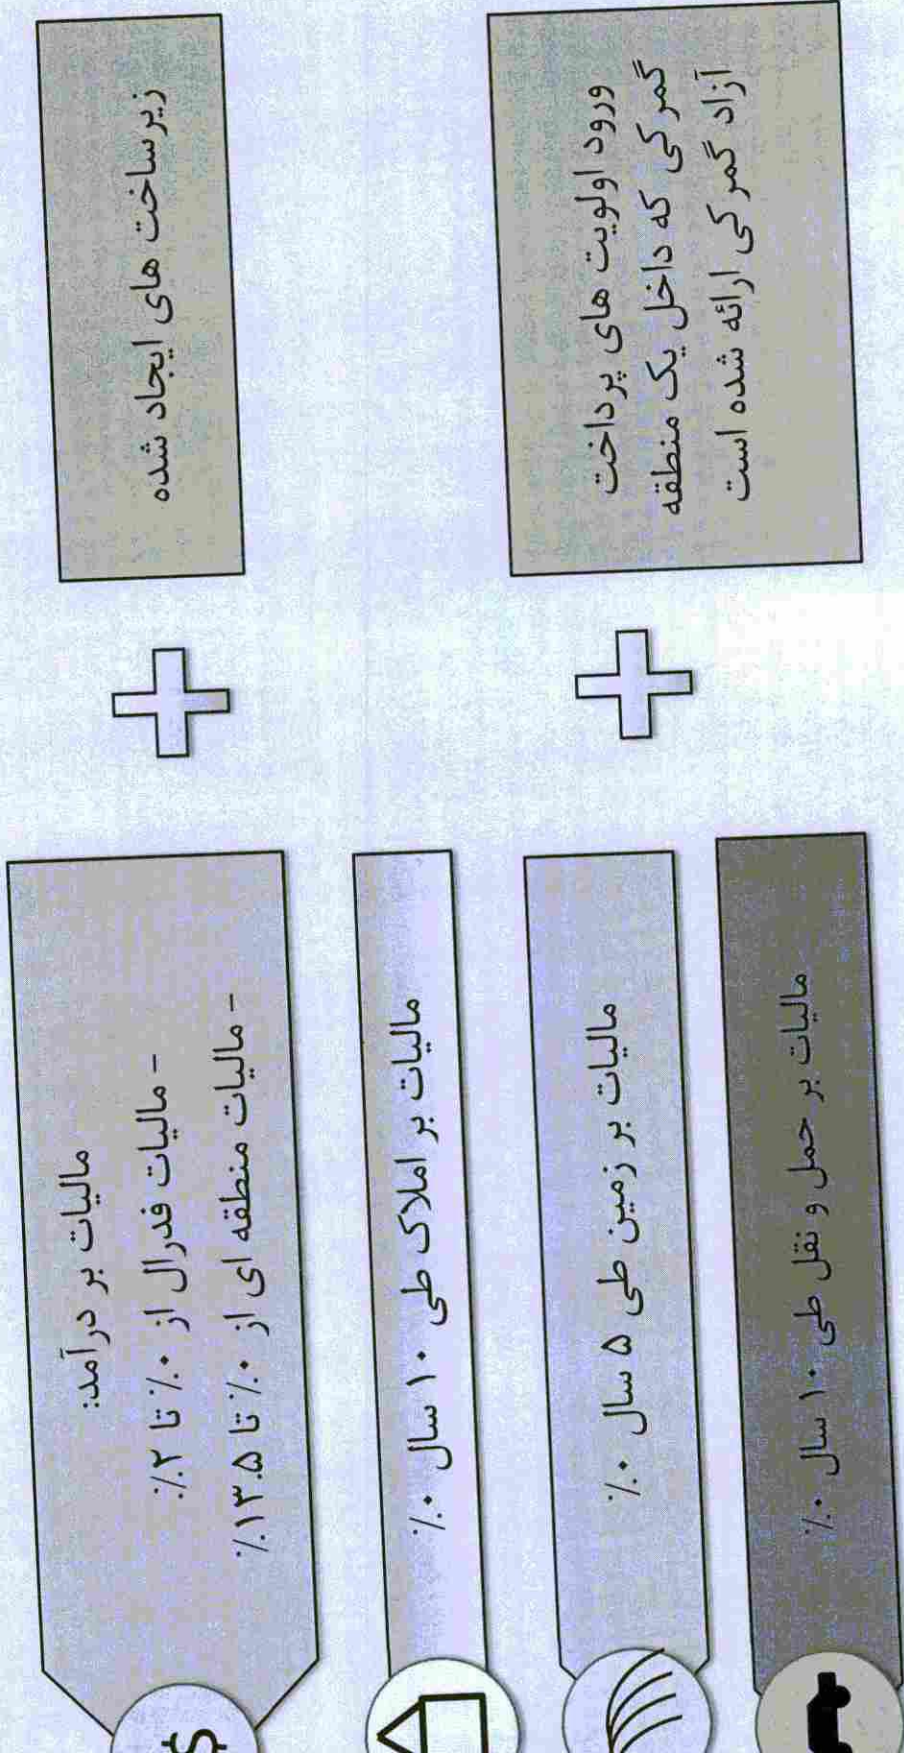 مالیات بر درآمد:
- مالیات فدرال از ۰٪ تا ۲٪
- مالیات منطقه ای از ۰٪ تا ۱۳.۵٪
مالیات بر املاک طی ۱۰ سال ۰٪
مالیات بر زمین طی ۵ سال ۰٪
مالیات بر حمل و نقل طی ۱۰ سال ۰٪
زیرساخت های ایجاد شده
ورود اولویت های پرداخت
گمرکی که داخل یک منطقه
آزاد گمرکی ارائه شده است
$